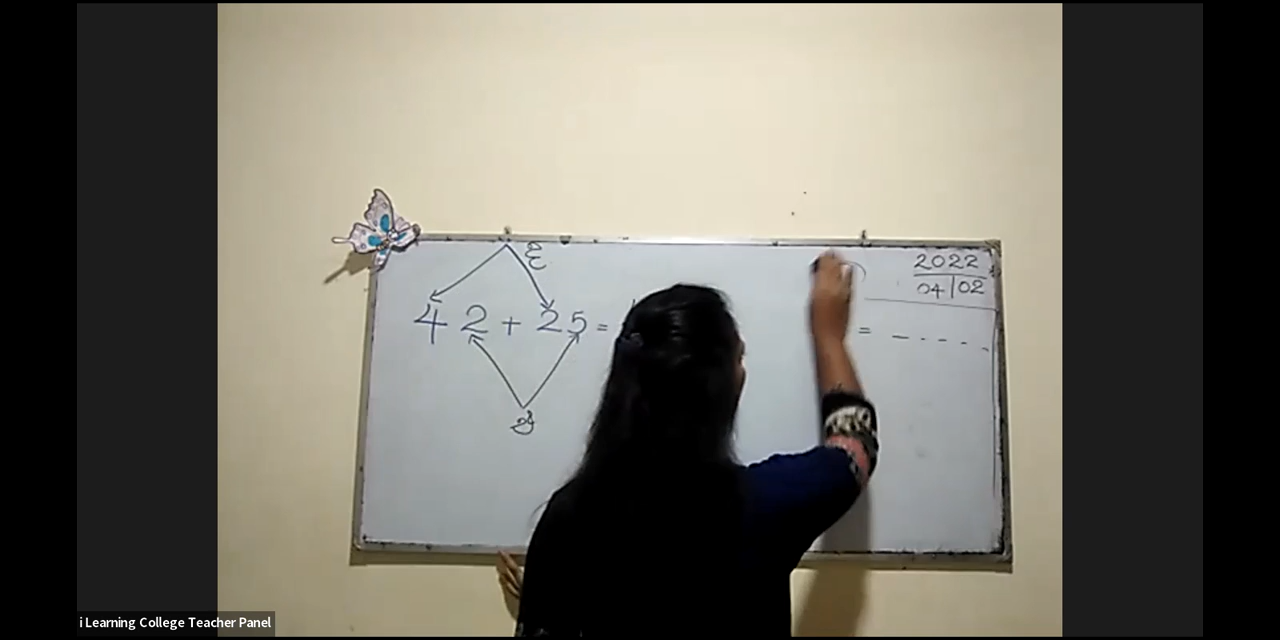 2022
04/02
ද
42 + 25 =
= - - - - -
i Learning College Teacher Panel